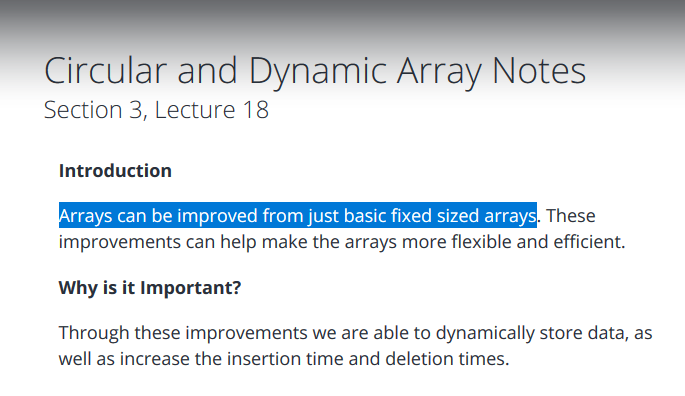 Circular and Dynamic Array Notes
Section 3, Lecture 18
Introduction
Arrays can be improved from just basic fixed sized arrays. These
improvements can help make the arrays more flexible and efficient.
Why is it Important?
Through these improvements we are able to dynamically store data, as
well as increase the insertion time and deletion times.